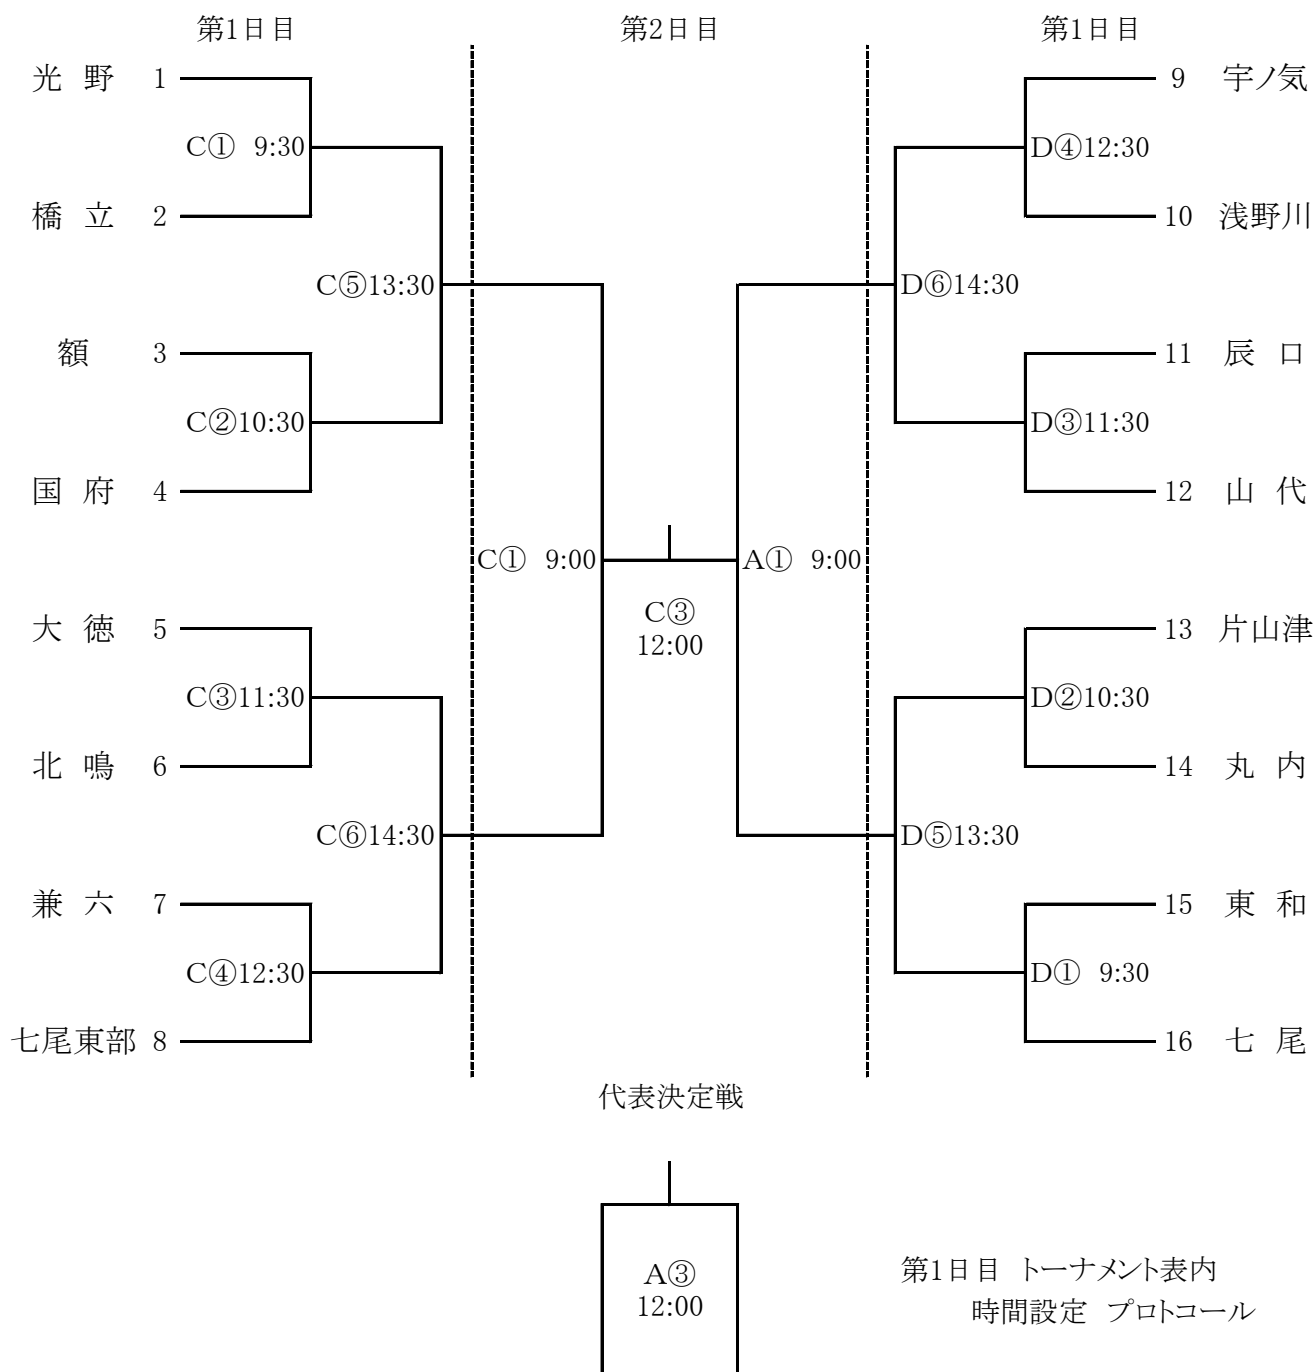 第1日目 第2日目 第1日目
光 野 1 9 宇ノ気
C① 9:30 D④12:30
橋 立 2 10 浅野川
C⑤13:30 D⑥14:30
額 3 11 辰 口
C②10:30 D③11:30
国 府 4 12 山 代
C① 9:00 A① 9:00
C③
12:00
大 徳 5 13 片山津
C③11:30 D②10:30
北 鳴 6 14 丸 内
C⑥14:30 D⑤13:30
兼 六 7 15 東 和
C④12:30 D① 9:30
七尾東部 8 16 七 尾
代表決定戦
A③
12:00
第1日目 トーナメント表内
時間設定 プロトコール